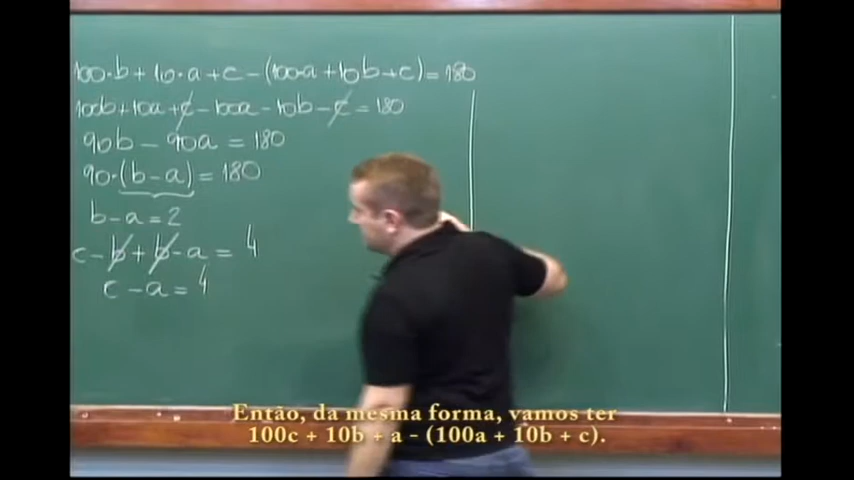 100·b+10·a+c-(100·a+10b+c)=180
100b+10a+c-100a-10b-c=180
90b-90a=180
90·(b-a)=180
b-a=2
c-b+b-a=4
c-a=4
Então, da mesma forma, vamos ter
100c + 10b + a - (100a + 10b + c).